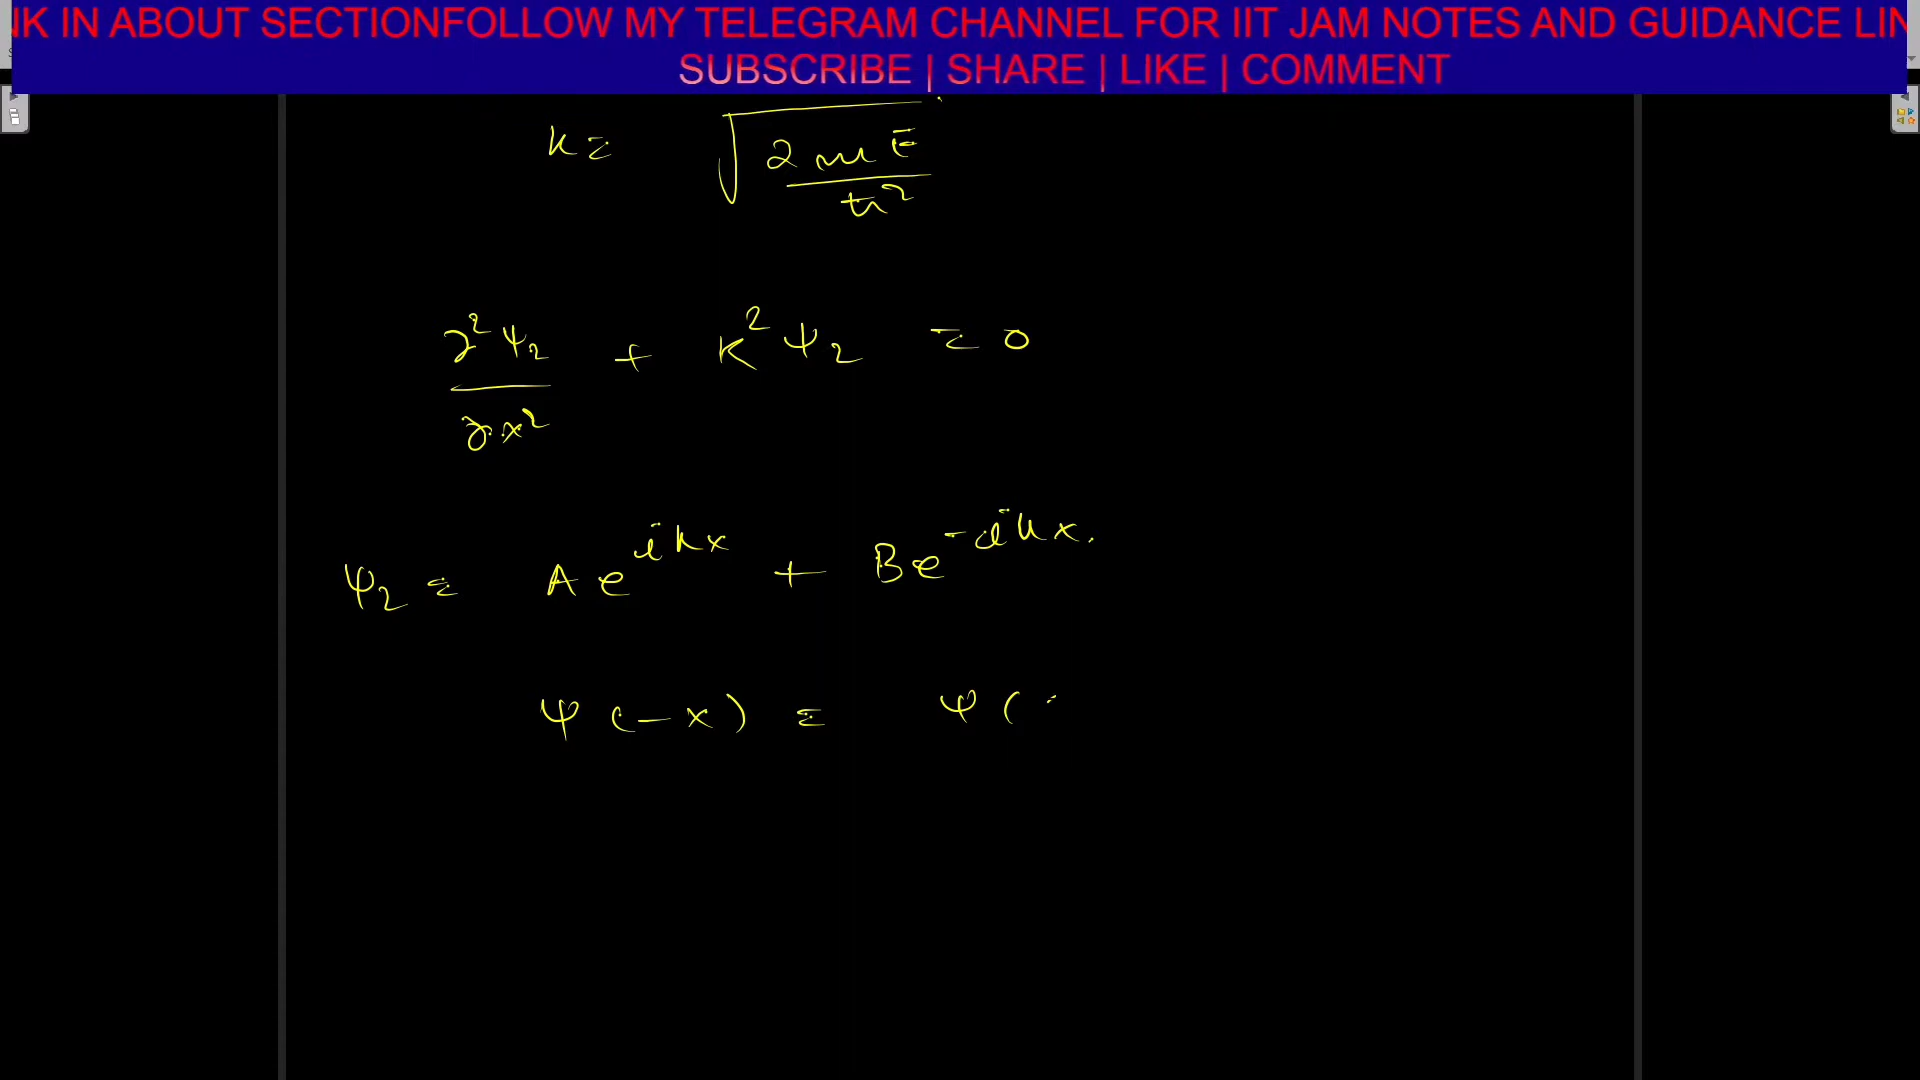 NK IN ABOUT SECTIONFOLLOW MY TELEGRAM CHANNEL FOR IIT JAM NOTES AND GUIDANCE LIN
SUBSCRIBE | SHARE | LIKE | COMMENT
k = √(2mE/ħ²)
∂²ψ₂/∂x² + k²ψ₂ = 0
ψ₂ = Ae^{ikx} + Be^{-ikx}.
ψ(-x) = ψ(